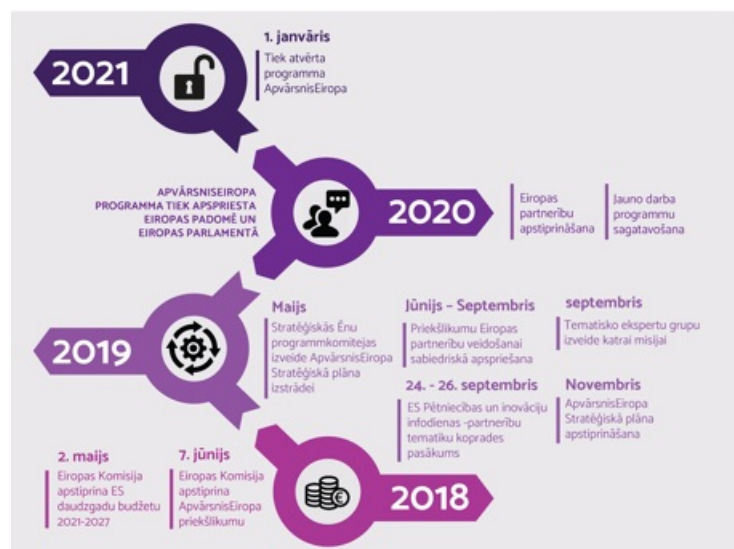 2021
1. janvāris
Tiek atvērta
programma
ApvārsnisEiropa
APVĀRSNISEIROPA
PROGRAMMA TIEK APSPRIESTA
EIROPAS PADOMĒ UN
EIROPAS PARLAMENTĀ
2020
Eiropas
partnerību
apstiprināšana
Jauno darba
programmu
sagatavošana
2019
Maijs
Stratēģiskās Ēnu
programmkomitejas
izveide ApvārsnisEiropa
Stratēģiskā plāna
izstrādei
Jūnijs – Septembris
Priekšlikumu Eiropas
partnerību veidošanai
sabiedriskā apspriešana
septembris
Tematisko ekspertu grupu
izveide katrai misijai
24. - 26. septembris
ES Pētniecības un inovāciju
infodienas -partnerību
tematiku koprades
pasākums
Novembris
ApvārsnisEiropa
Stratēģiskā plāna
apstiprināšana
2. maijs
Eiropas Komisija
apstiprina ES
daudzgadu budžetu
2021-2027
7. jūnijs
Eiropas Komisija
apstiprina
ApvārsnisEiropa
priekšlikumu
2018